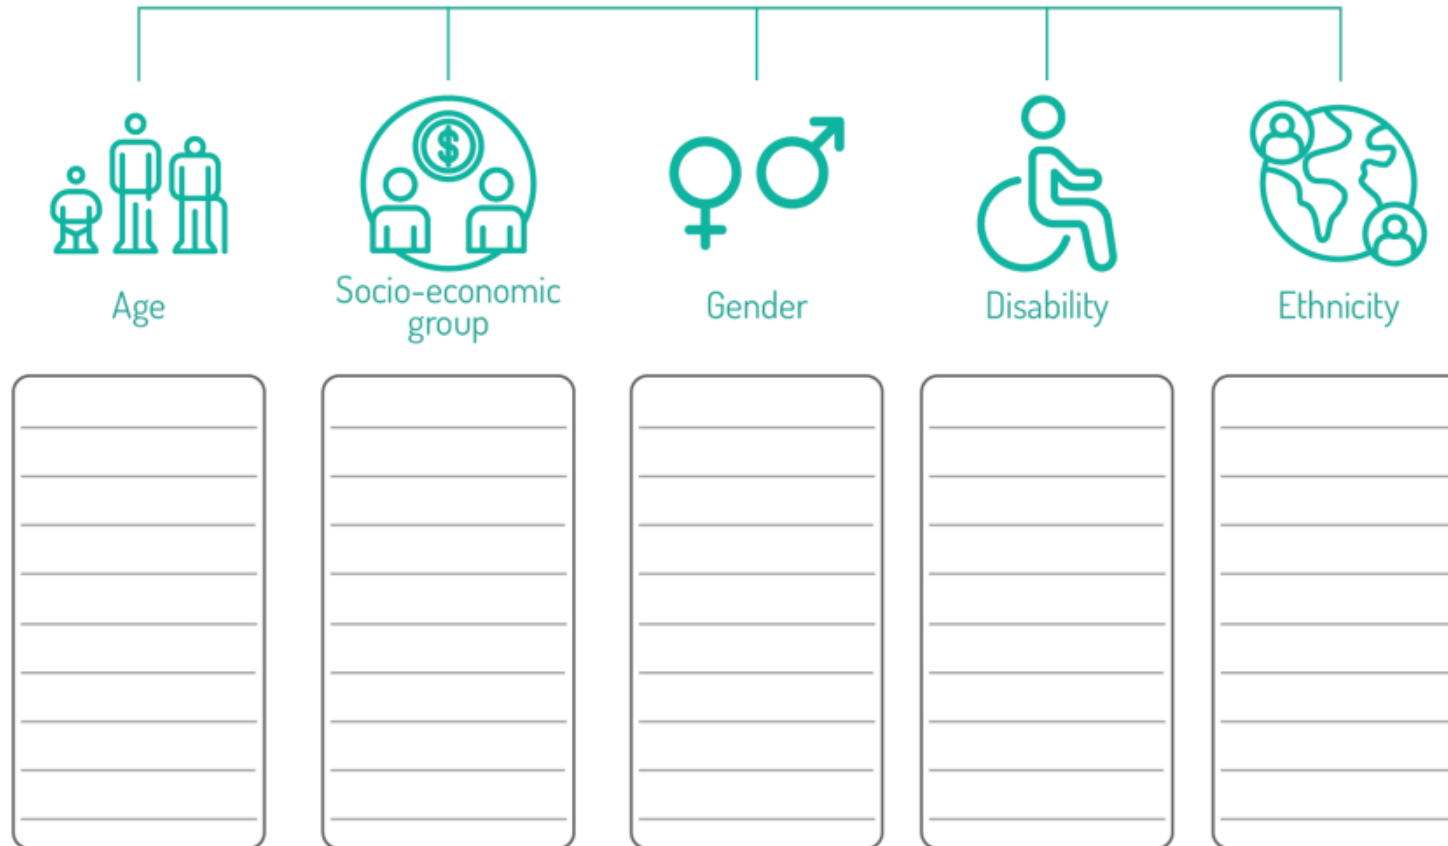 Age
Socio-economic
group
Gender
Disability
Ethnicity
$